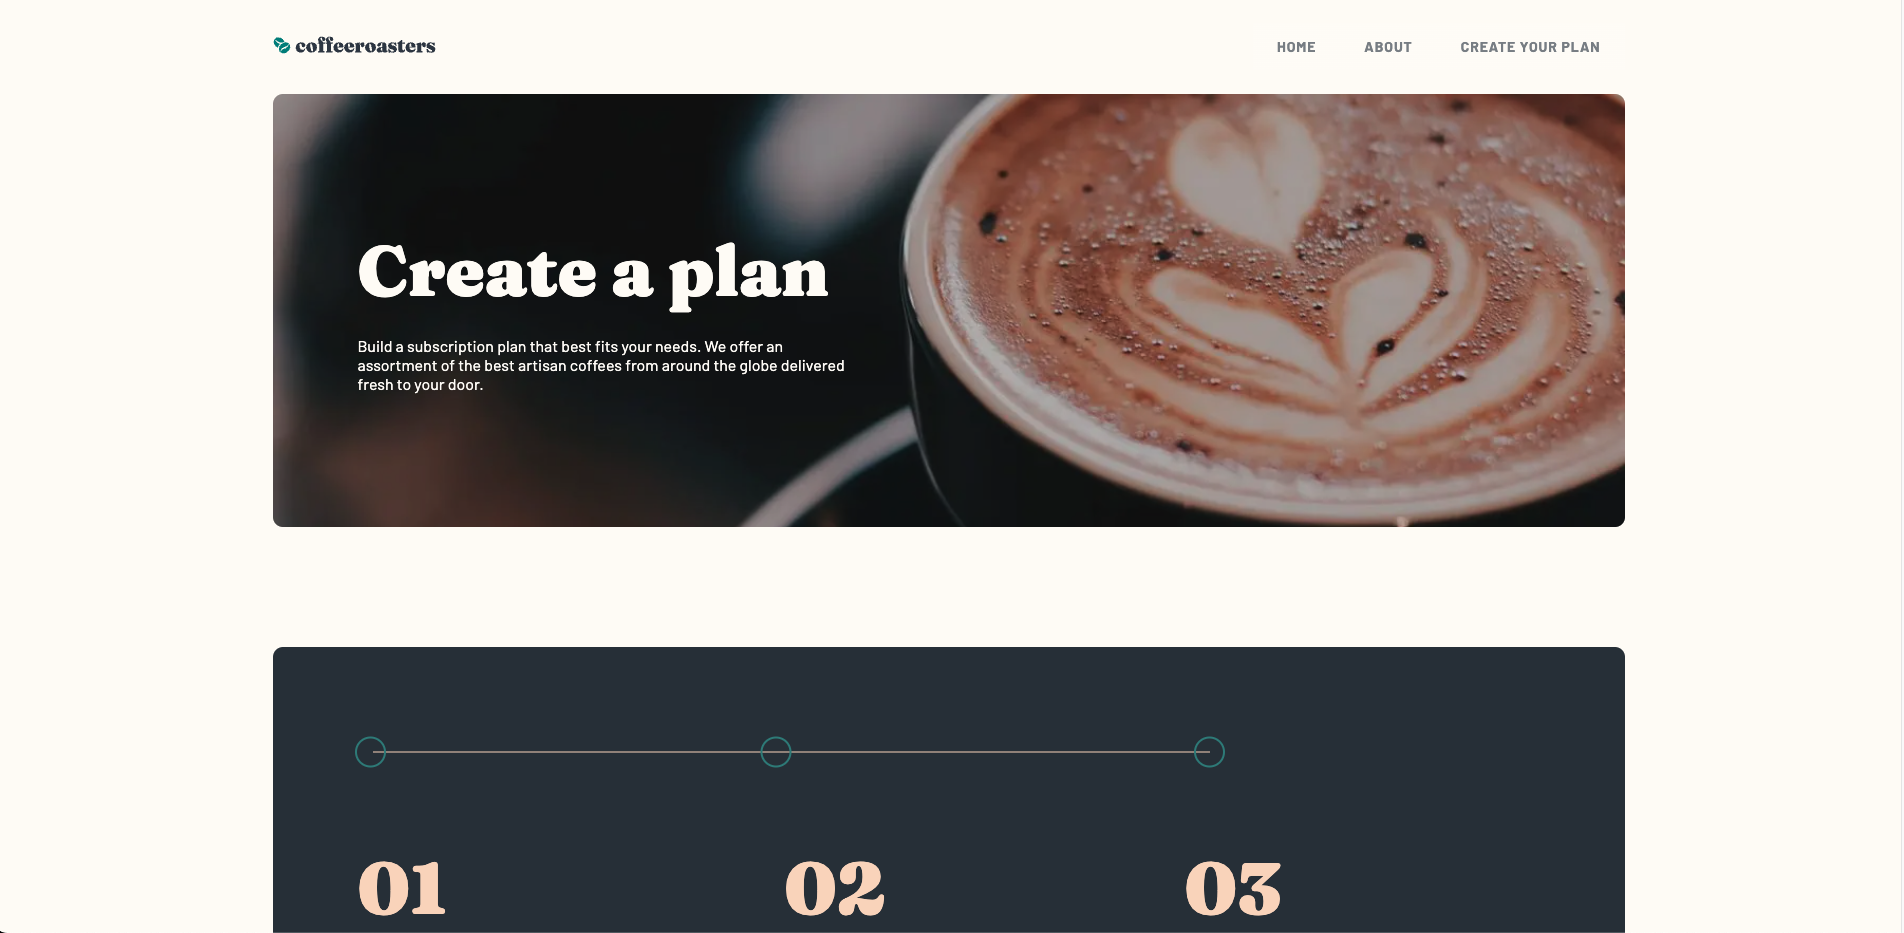 coffeeroasters
HOME ABOUT CREATE YOUR PLAN
Create a plan
Build a subscription plan that best fits your needs. We offer an
assortment of the best artisan coffees from around the globe delivered
fresh to your door.
01 02 03